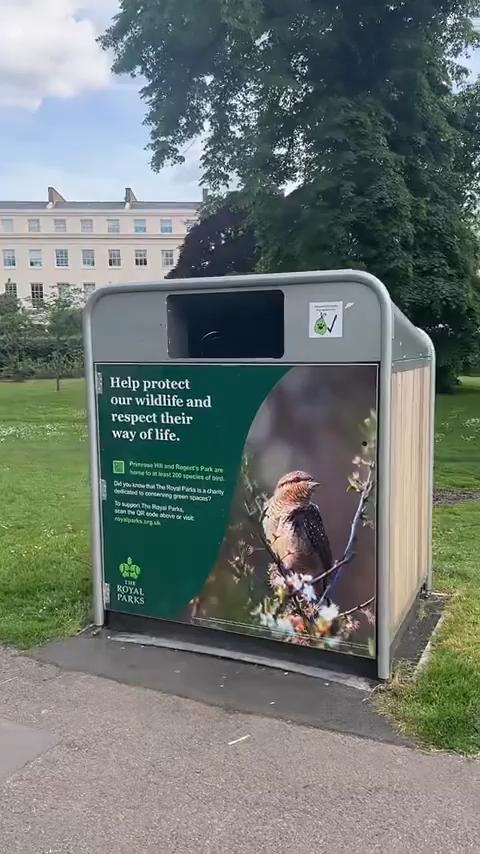 Help protect
our wildlife and
respect their
way of life.
Primrose Hill and Regent's Park are
home to at least 200 species of bird.
Did you know that The Royal Parks is a charity
dedicated to conserving green spaces?
To support The Royal Parks,
scan the QR code above or visit:
royalparks.org.uk
THE
ROYAL
PARKS